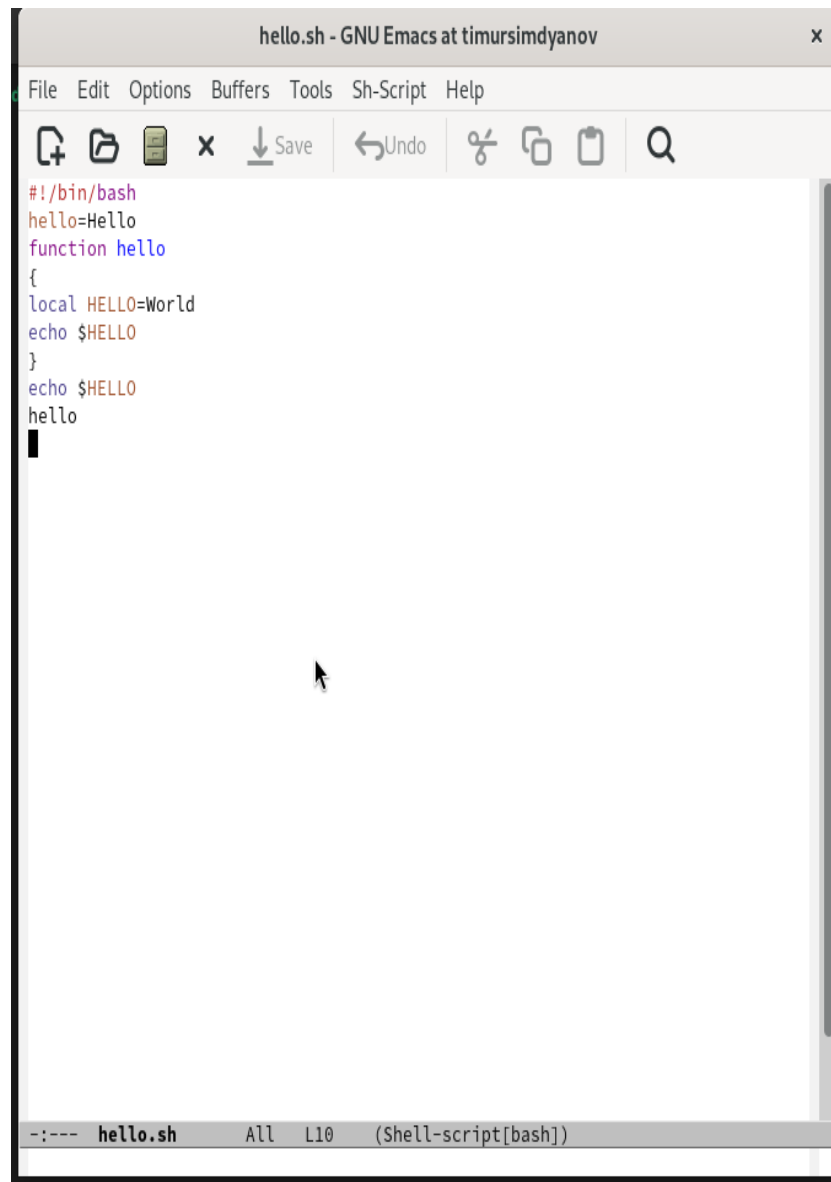 hello.sh - GNU Emacs at timursimdyanov
File Edit Options Buffers Tools Sh-Script Help
Save Undo
#!/bin/bash
hello=Hello
function hello
{
local HELLO=World
echo $HELLO
}
echo $HELLO
hello
-:--- hello.sh All L10 (Shell-script[bash])